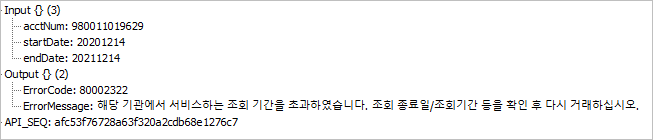 Input {} (3)
acctNum: 980011019629
startDate: 20201214
endDate: 20211214
Output {} (2)
ErrorCode: 80002322
ErrorMessage: 해당 기관에서 서비스하는 조회 기간을 초과하였습니다. 조회 종료일/조회기간 등을 확인 후 다시 거래하십시오.
API_SEQ: afc53f76728a63f320a2cdb68e1276c7